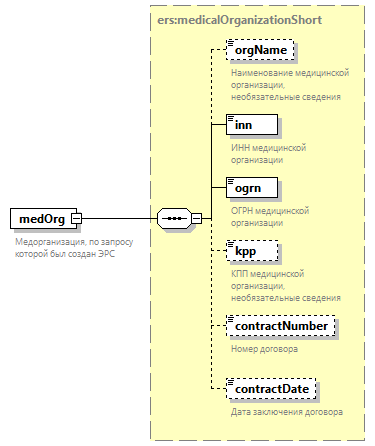 ers:medicalOrganizationShort
orgName
Наименование медицинской
организации,
необязательные сведения
inn
ИНН медицинской
организации
ogrn
ОГРН медицинской
организации
medOrg
Медорганизация, по запросу
которой был создан ЭРС
kpp
КПП медицинской
организации,
необязательные сведения
contractNumber
Номер договора
contractDate
Дата заключения договора